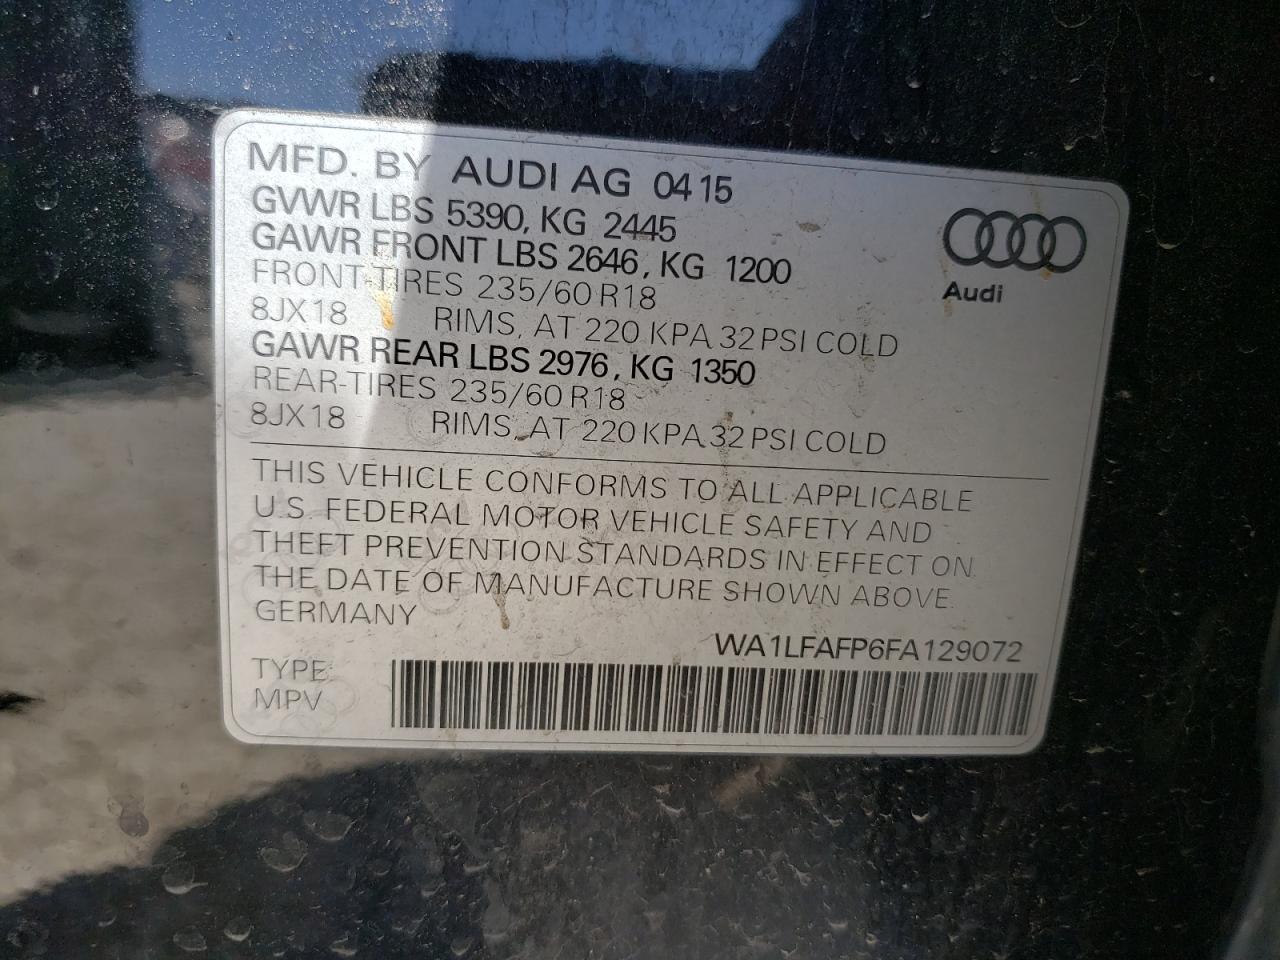 MFD. BY AUDI AG 0415
GVWR LBS 5390, KG 2445
GAWR FRONT LBS 2646, KG 1200
FRONT-TIRES 235/60 R18
8JX18 RIMS, AT 220 KPA 32 PSI COLD
GAWR REAR LBS 2976, KG 1350
REAR-TIRES 235/60 R18
8JX18 RIMS, AT 220 KPA 32 PSI COLD
Audi
THIS VEHICLE CONFORMS TO ALL APPLICABLE
U.S. FEDERAL MOTOR VEHICLE SAFETY AND
THEFT PREVENTION STANDARDS IN EFFECT ON
THE DATE OF MANUFACTURE SHOWN ABOVE.
GERMANY
WA1LFAFP6FA129072
TYPE:
MPV